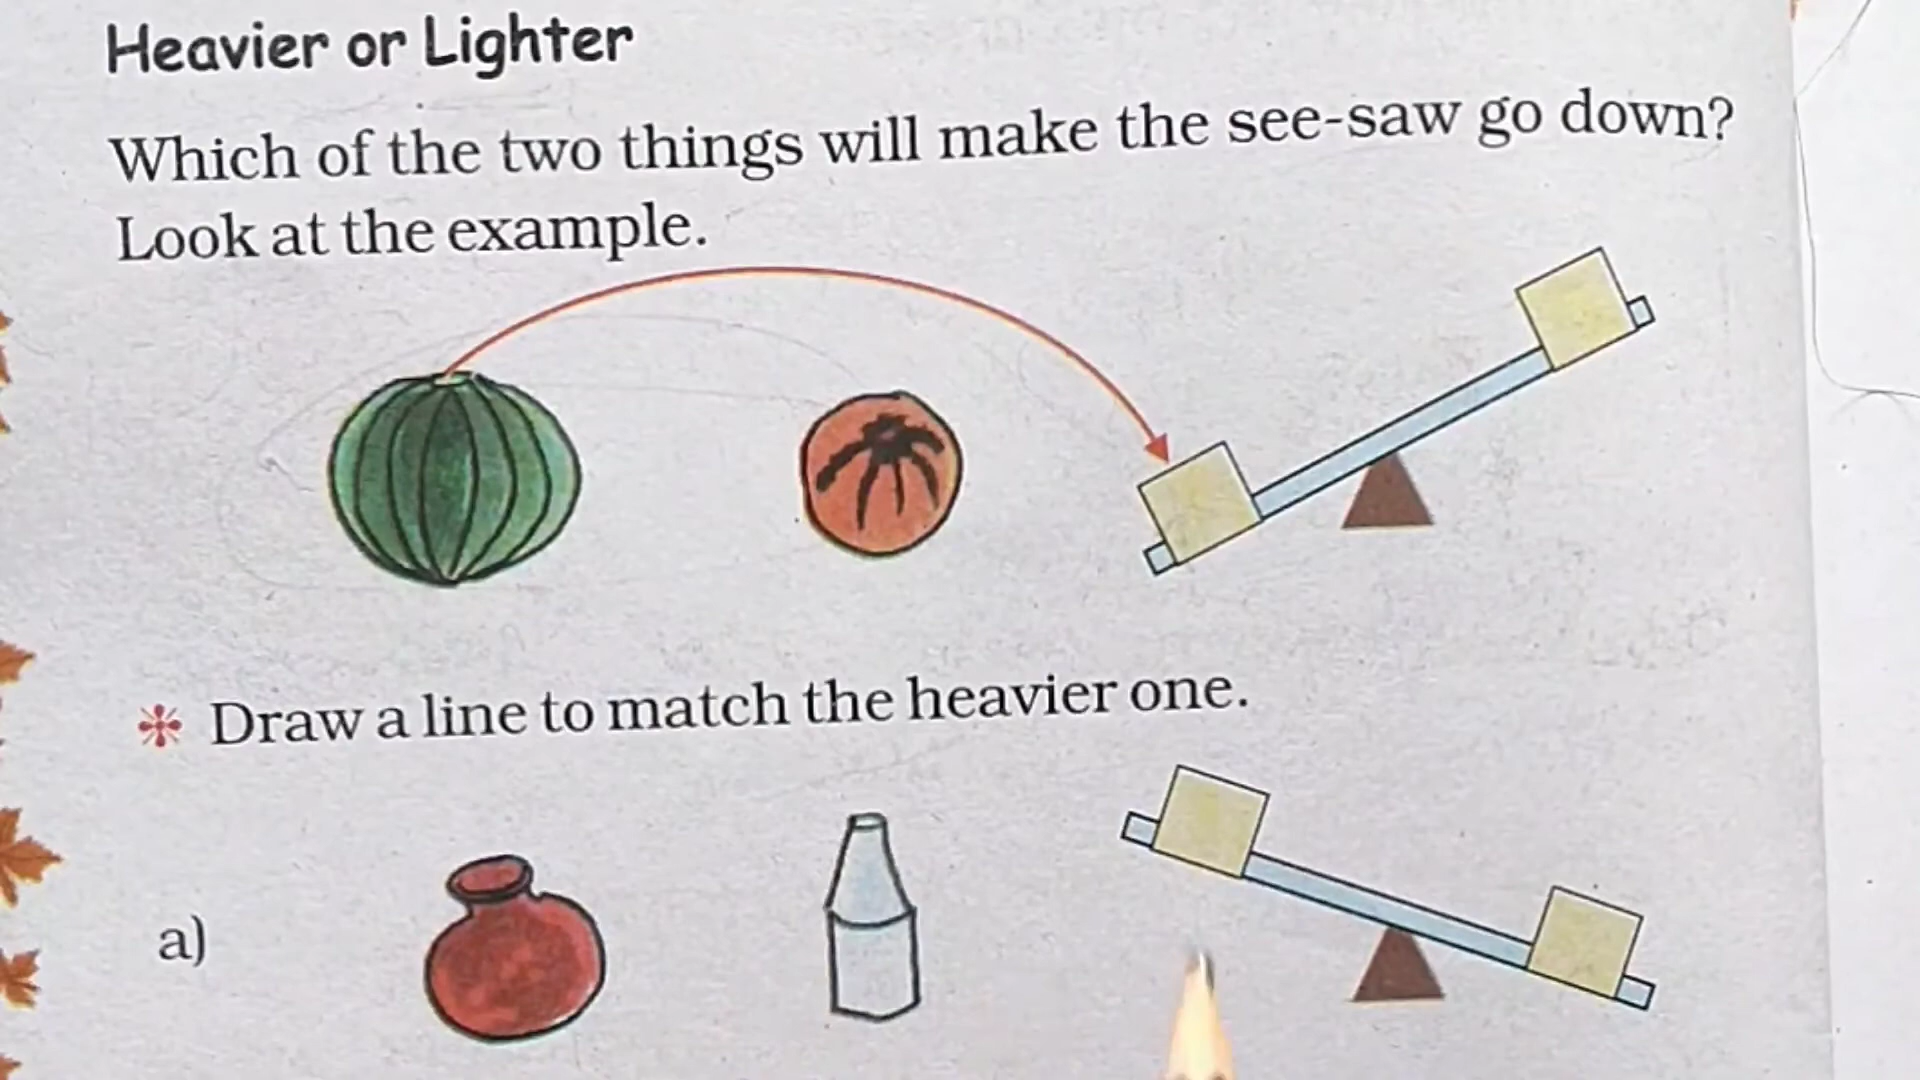 Heavier or Lighter
Which of the two things will make the see-saw go down?
Look at the example.
Draw a line to match the heavier one.
a)